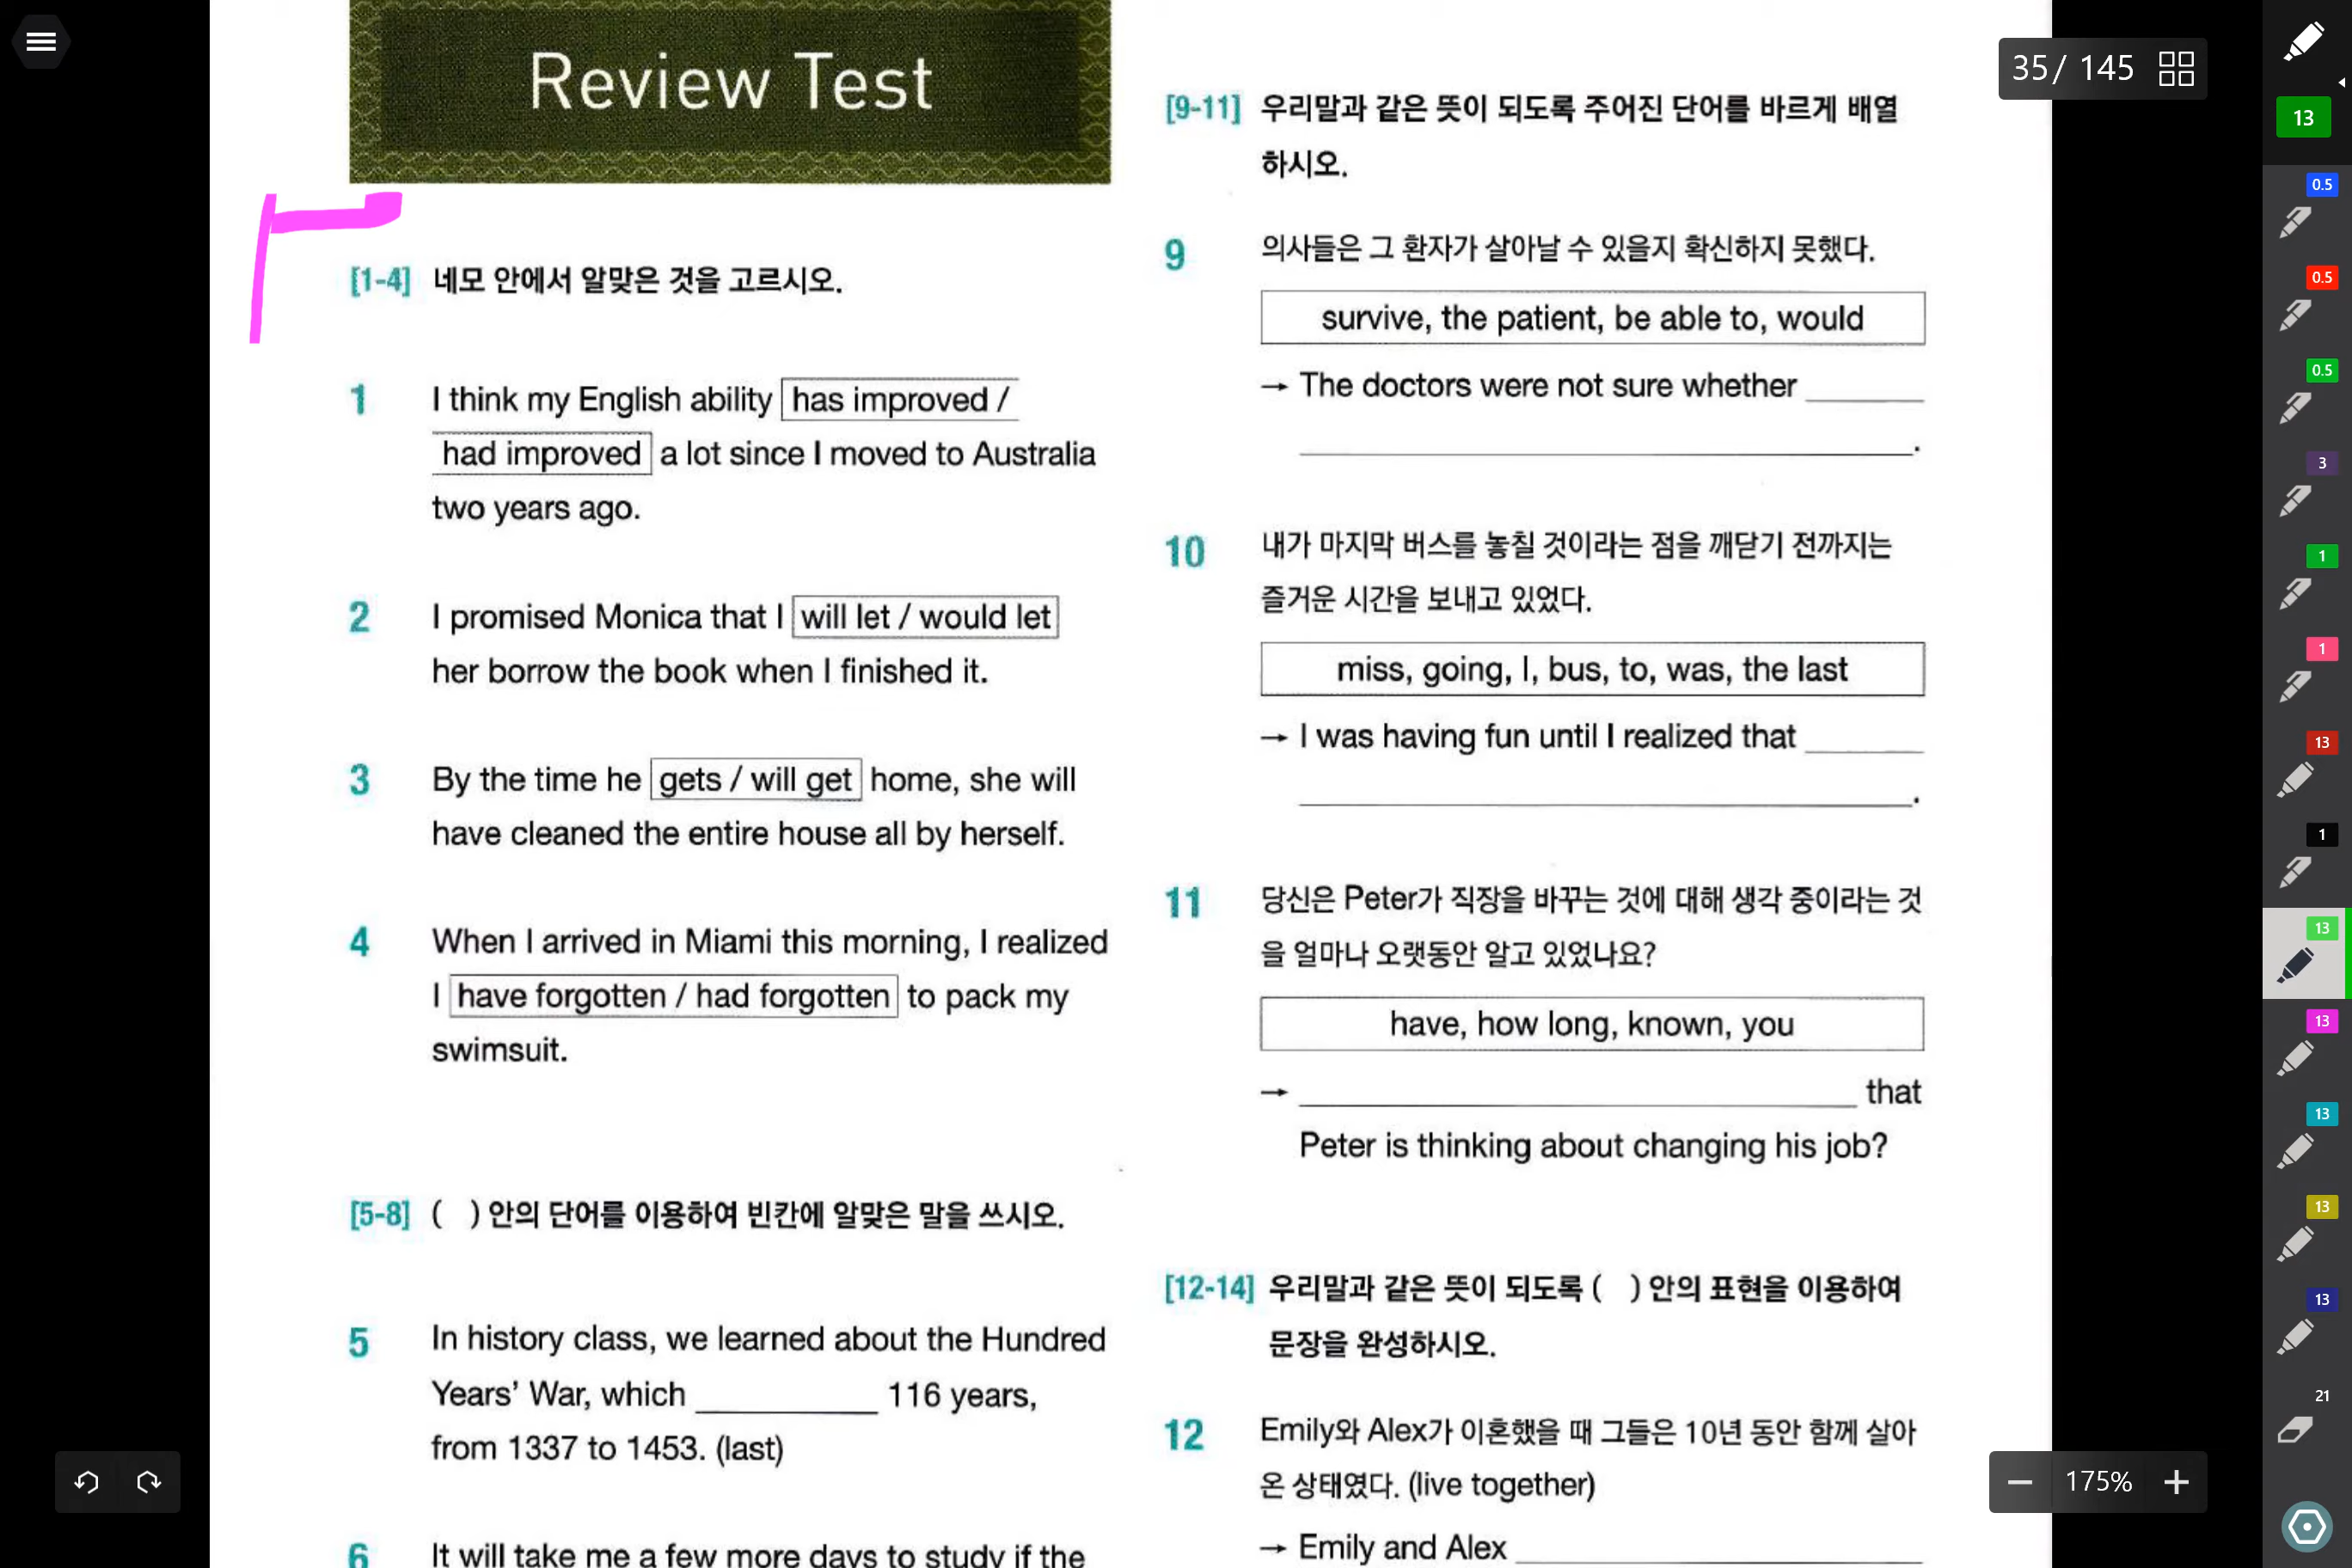 Review Test
[1-4] 네모 안에서 알맞은 것을 고르시오.
1 I think my English ability has improved /
had improved a lot since I moved to Australia
two years ago.
2 I promised Monica that I will let / would let
her borrow the book when I finished it.
3 By the time he gets / will get home, she will
have cleaned the entire house all by herself.
4 When I arrived in Miami this morning, I realized
I have forgotten / had forgotten to pack my
swimsuit.
[5-8] ( ) 안의 단어를 이용하여 빈칸에 알맞은 말을 쓰시오.
5 In history class, we learned about the Hundred
Years' War, which __________ 116 years,
from 1337 to 1453. (last)
6 It will take me a few more days to study if the
[9-11] 우리말과 같은 뜻이 되도록 주어진 단어를 바르게 배열
하시오.
9 의사들은 그 환자가 살아날 수 있을지 확신하지 못했다.
survive, the patient, be able to, would
→ The doctors were not sure whether ______
______________________________.
10 내가 마지막 버스를 놓칠 것이라는 점을 깨닫기 전까지는
즐거운 시간을 보내고 있었다.
miss, going, I, bus, to, was, the last
→ I was having fun until I realized that ______
______________________________.
11 당신은 Peter가 직장을 바꾸는 것에 대해 생각 중이라는 것
을 얼마나 오랫동안 알고 있었나요?
have, how long, known, you
→ ______________________________ that
Peter is thinking about changing his job?
[12-14] 우리말과 같은 뜻이 되도록 ( ) 안의 표현을 이용하여
문장을 완성하시오.
12 Emily와 Alex가 이혼했을 때 그들은 10년 동안 함께 살아
온 상태였다. (live together)
→ Emily and Alex ____________________
35/ 145
175%
13
0.5
0.5
0.5
3
1
1
13
1
13
13
13
13
13
21